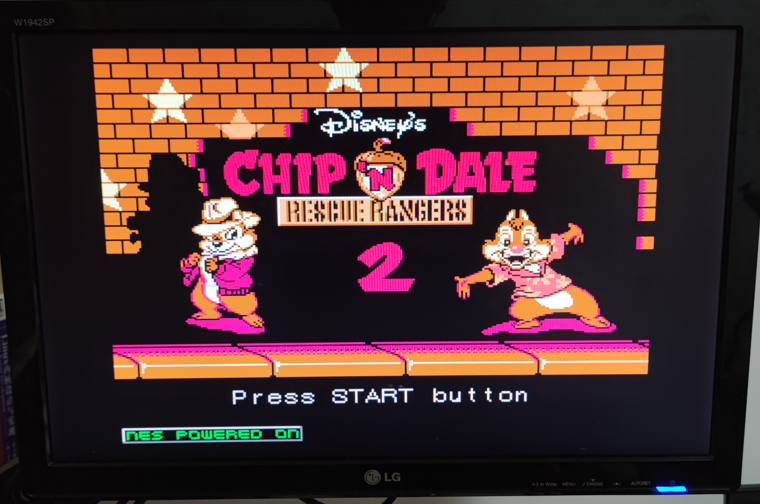 W1942SP
Disney's
CHIP 'N DALE
RESCUE RANGERS
2
Press START button
NES POWERED ON
LG